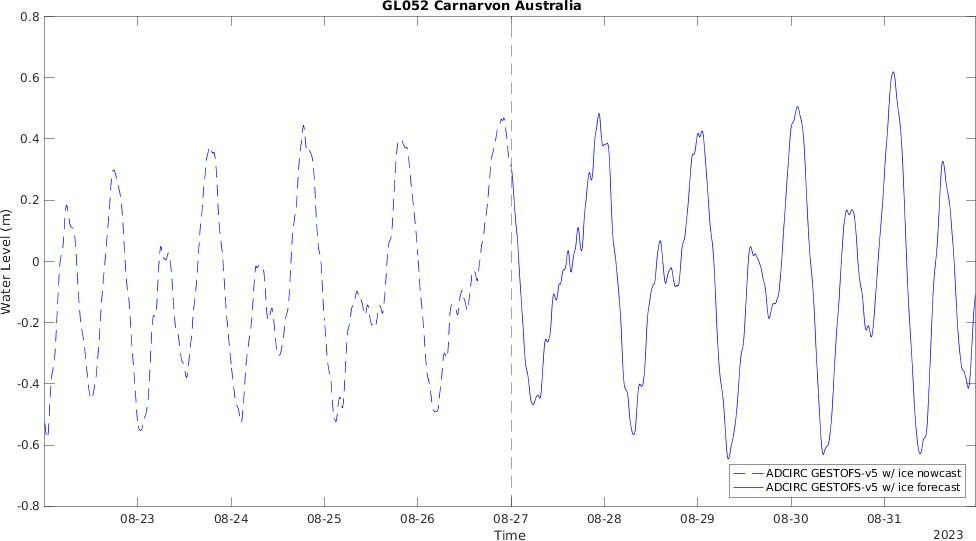 GL052 Carnarvon Australia
0.8
0.6
0.4
0.2
0
-0.2
-0.4
-0.6
-0.8
Water Level (m)
ADCIRC GESTOFS-v5 w/ ice nowcast
ADCIRC GESTOFS-v5 w/ ice forecast
08-23 08-24 08-25 08-26 08-27 08-28 08-29 08-30 08-31
Time
2023